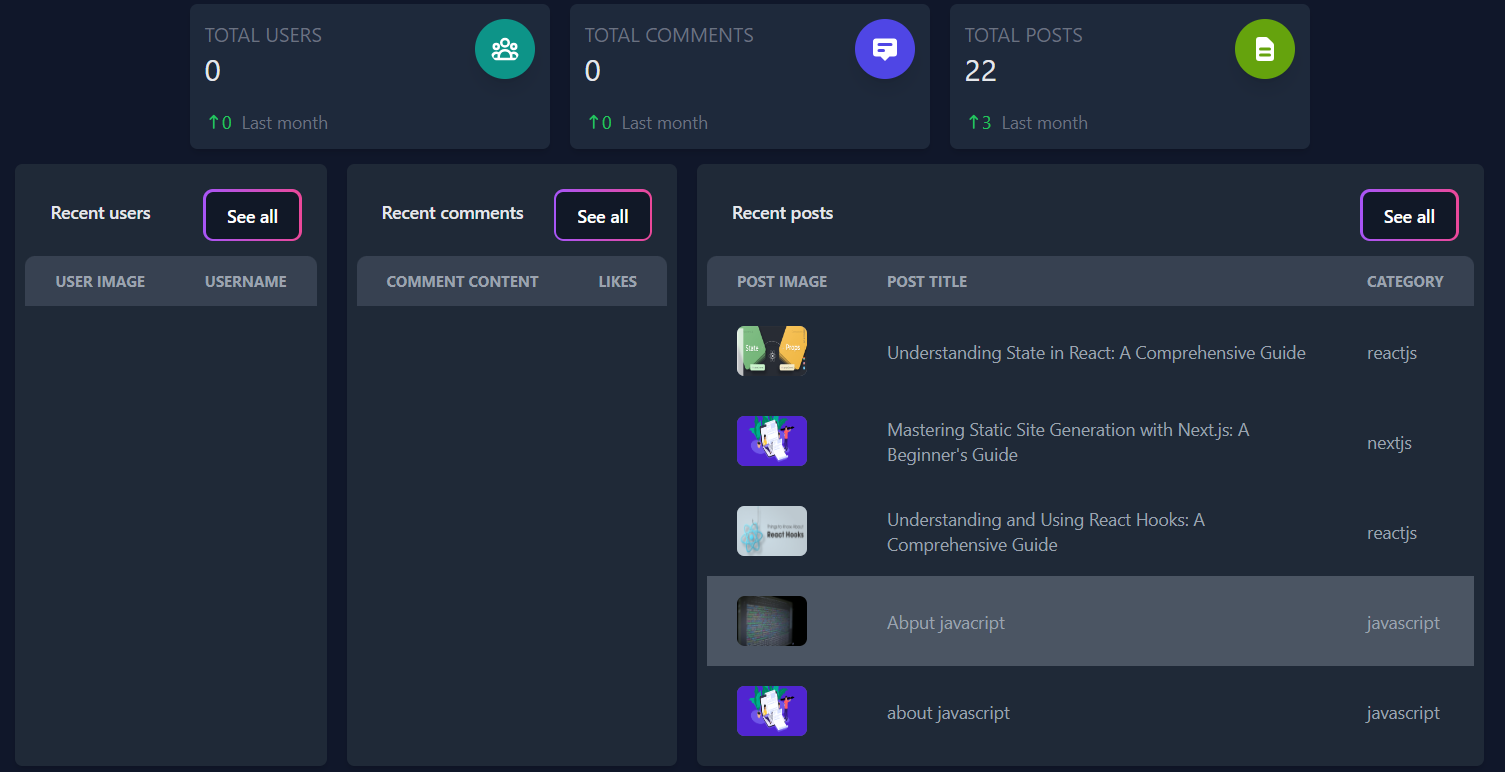 TOTAL USERS
0
↑0 Last month
TOTAL COMMENTS
0
↑0 Last month
TOTAL POSTS
22
↑3 Last month
Recent users
See all
USER IMAGE USERNAME
Recent comments
See all
COMMENT CONTENT LIKES
Recent posts
See all
POST IMAGE POST TITLE CATEGORY
State Props
Understanding State in React: A Comprehensive Guide reactjs
Mastering Static Site Generation with Next.js: A
Beginner's Guide
nextjs
Things to Know About
React Hooks
Understanding and Using React Hooks: A
Comprehensive Guide
reactjs
Abput javacript javascript
about javascript javascript